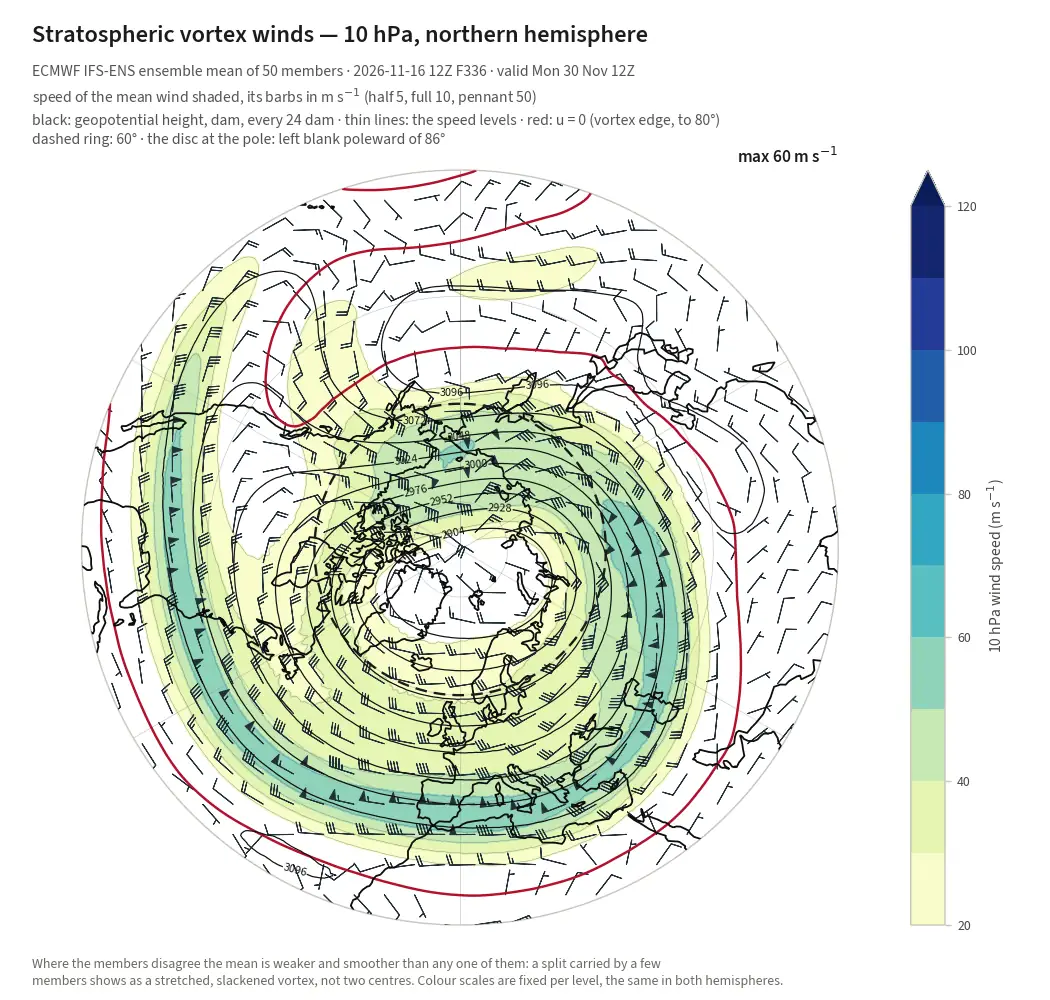 Stratospheric vortex winds — 10 hPa, northern hemisphere
ECMWF IFS-ENS ensemble mean of 50 members · 2026-11-16 12Z F336 · valid Mon 30 Nov 12Z
speed of the mean wind shaded, its barbs in m s⁻¹ (half 5, full 10, pennant 50)
black: geopotential height, dam, every 24 dam · thin lines: the speed levels · red: u = 0 (vortex edge, to 80°)
dashed ring: 60° · the disc at the pole: left blank poleward of 86°
max 60 m s⁻¹
120
100
80
60
40
20
10 hPa wind speed (m s⁻¹)
3096
3096
3072
3048
3024
3000
2976
2952
2928
2904
3096
Where the members disagree the mean is weaker and smoother than any one of them: a split carried by a few
members shows as a stretched, slackened vortex, not two centres. Colour scales are fixed per level, the same in both hemispheres.